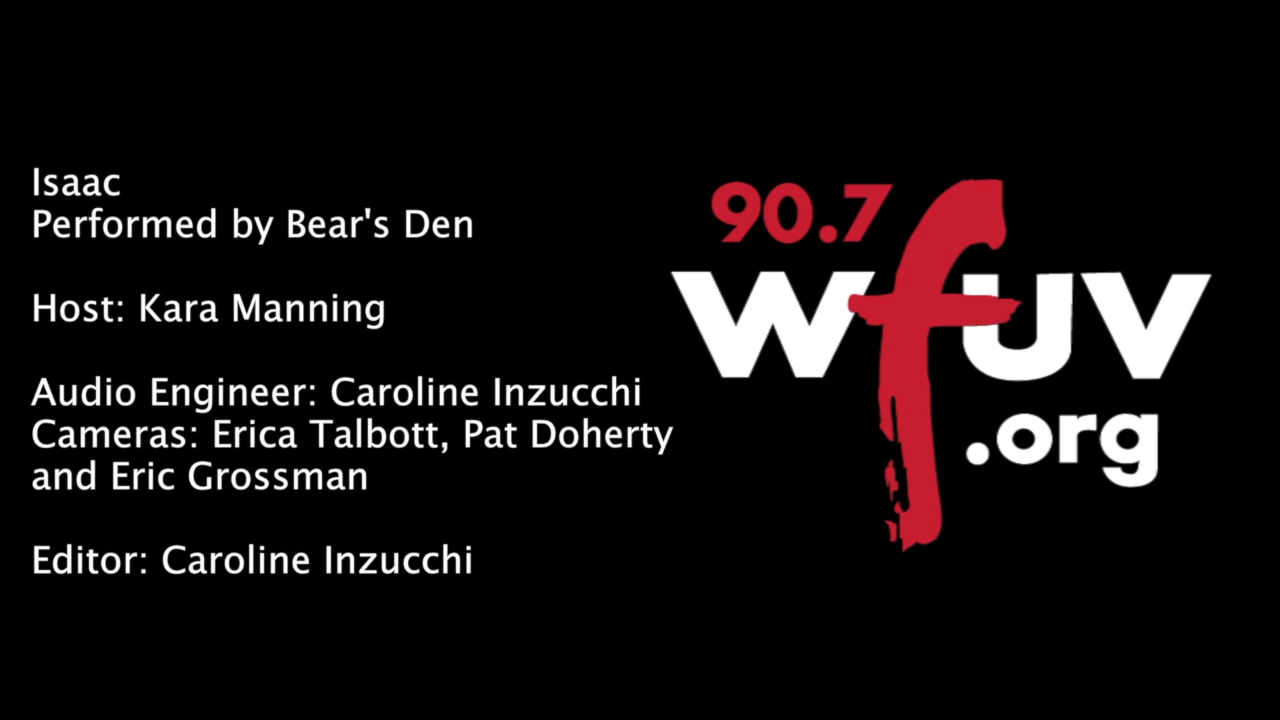 Isaac
Performed by Bear's Den
Host: Kara Manning
Audio Engineer: Caroline Inzucchi
Cameras: Erica Talbott, Pat Doherty
and Eric Grossman
Editor: Caroline Inzucchi
90.7
wfuv
.org